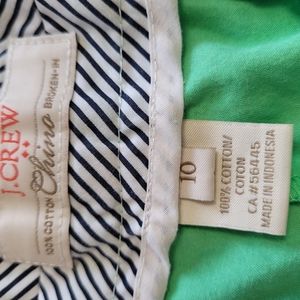 J.CREW
Chino
100% COTTON BROKEN-IN
10
100% COTTON/
COTON
CA #56445
MADE IN INDONESIA